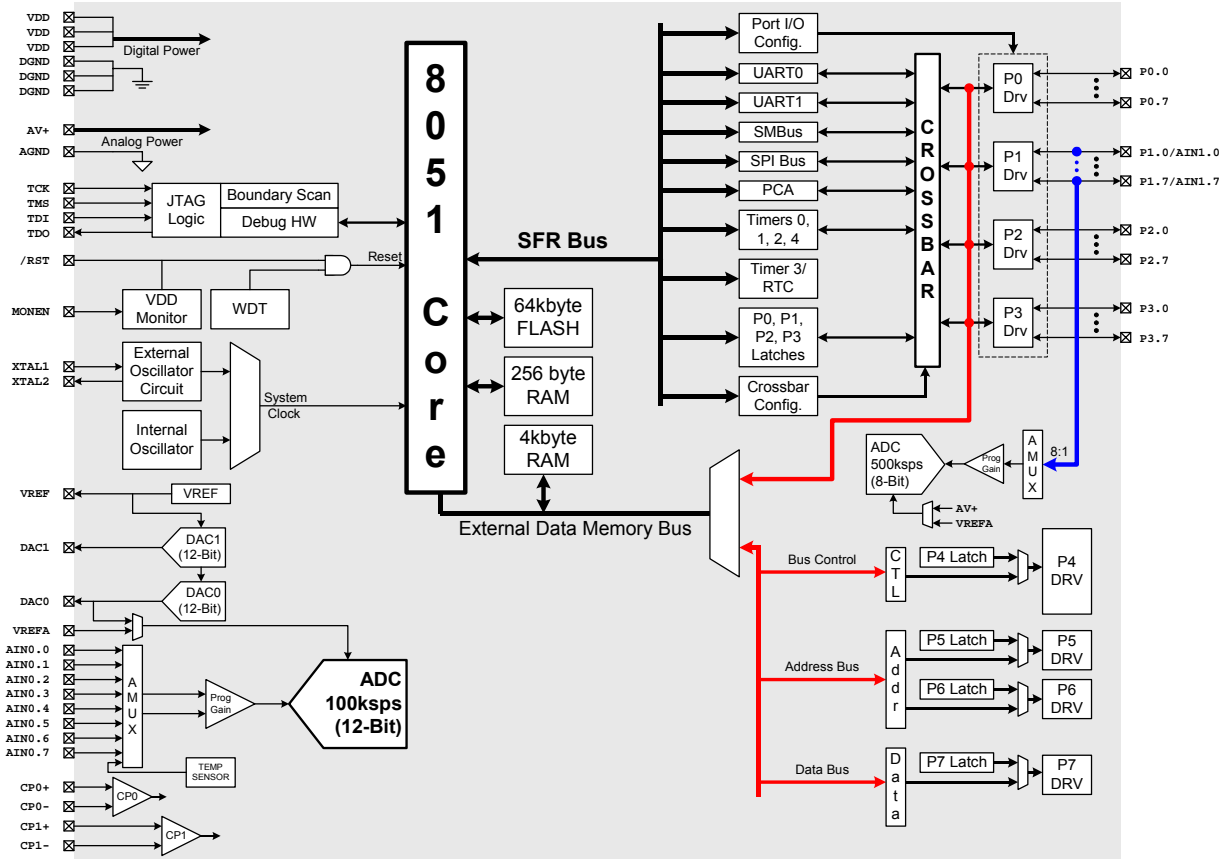 VDD
VDD
VDD
Digital Power
DGND
DGND
DGND
AV+
Analog Power
AGND
TCK
TMS
TDI
TDO
JTAG
Logic
Boundary Scan
Debug HW
/RST
Reset
MONEN
VDD
Monitor
WDT
XTAL1
XTAL2
External
Oscillator
Circuit
Internal
Oscillator
System
Clock
VREF
VREF
DAC1
DAC1
(12-Bit)
DAC0
DAC0
(12-Bit)
VREFA
AIN0.0
AIN0.1
AIN0.2
AIN0.3
AIN0.4
AIN0.5
AIN0.6
AIN0.7
AMUX
Prog
Gain
ADC
100ksps
(12-Bit)
TEMP
SENSOR
CP0+
CP0-
CP0
CP1+
CP1-
CP1
8051 Core
64kbyte
FLASH
256 byte
RAM
4kbyte
RAM
SFR Bus
External Data Memory Bus
Port I/O
Config.
UART0
UART1
SMBus
SPI Bus
PCA
Timers 0,
1, 2, 4
Timer 3/
RTC
P0, P1,
P2, P3
Latches
Crossbar
Config.
CROSSBAR
P0
Drv
P1
Drv
P2
Drv
P3
Drv
P0.0
P0.7
P1.0/AIN1.0
P1.7/AIN1.7
P2.0
P2.7
P3.0
P3.7
ADC
500ksps
(8-Bit)
Prog
Gain
AMUX
8:1
AV+
VREFA
Bus Control
CTL
P4 Latch
P4
DRV
Address Bus
Addr
P5 Latch
P5
DRV
P6 Latch
P6
DRV
Data Bus
Data
P7 Latch
P7
DRV